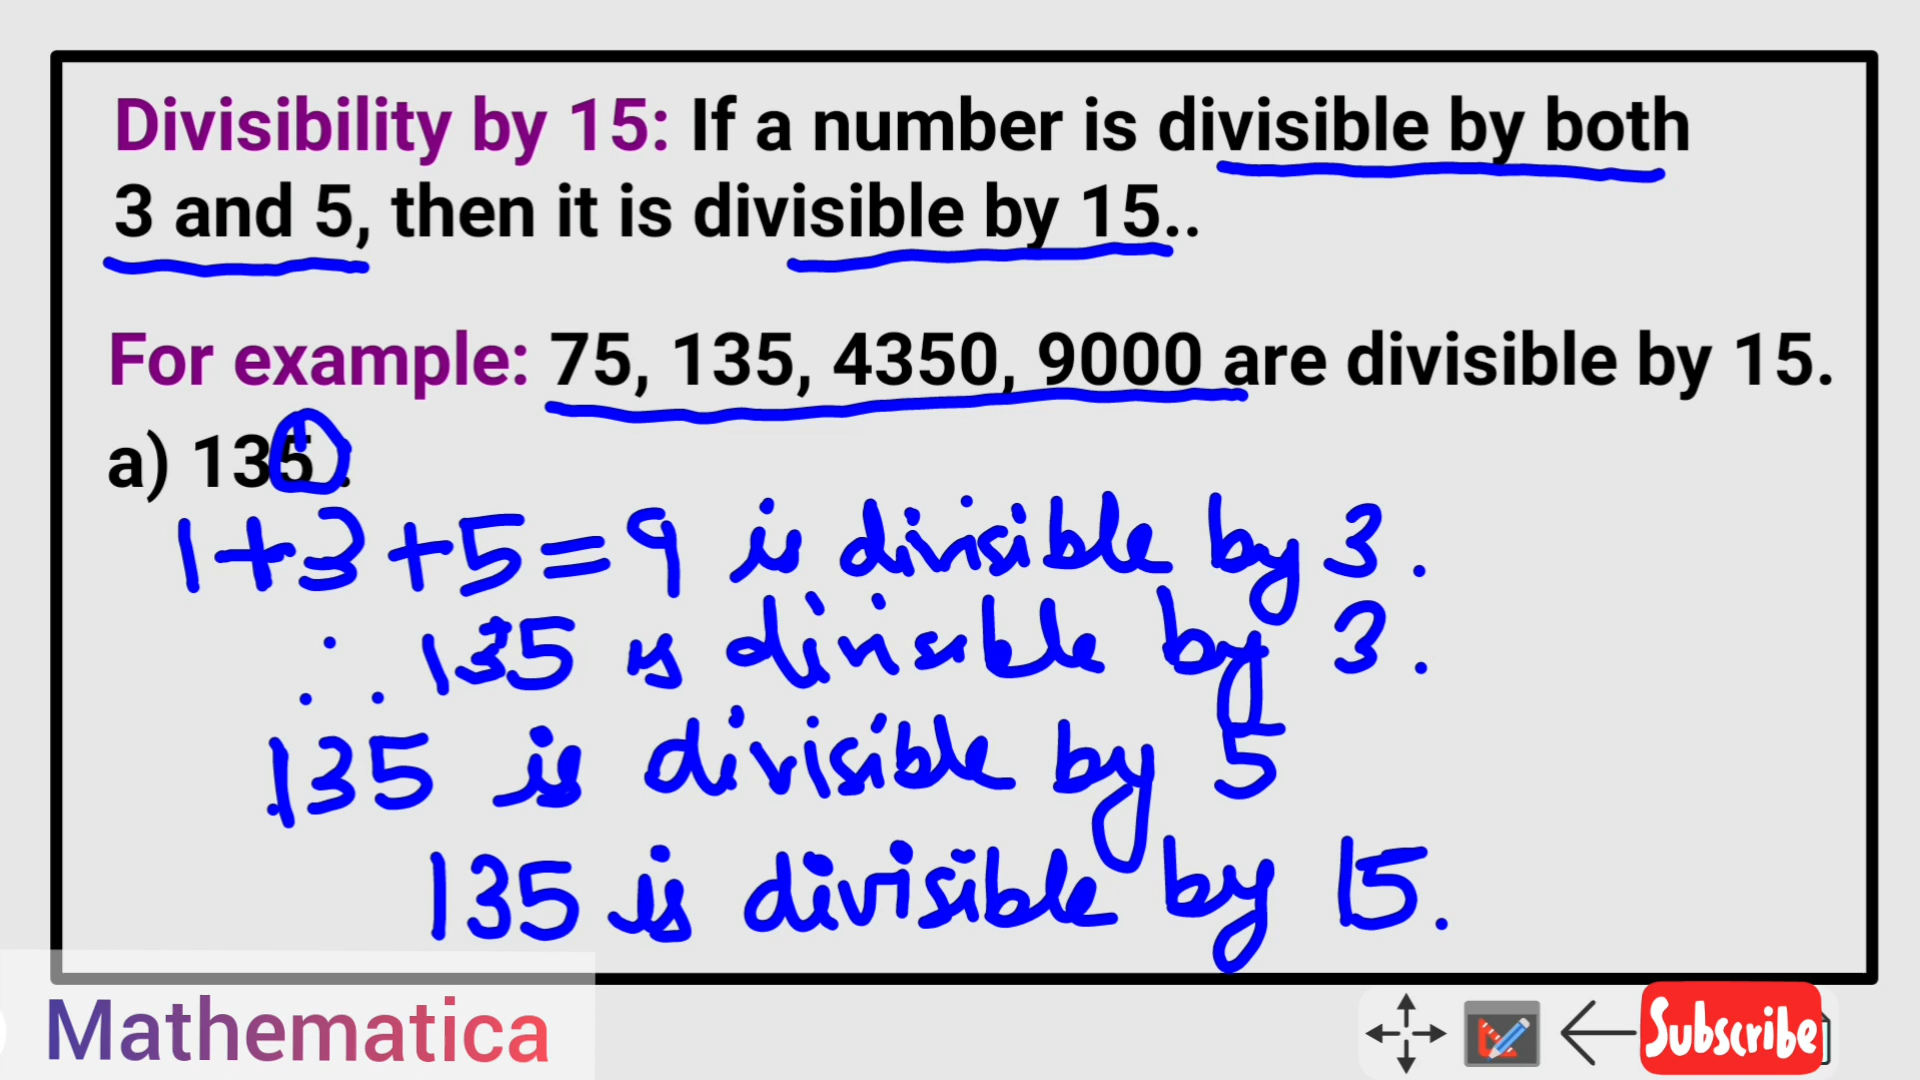 Divisibility by 15: If a number is divisible by both
3 and 5, then it is divisible by 15..
For example: 75, 135, 4350, 9000 are divisible by 15.
a) 135.
1+3+5=9 is divisible by 3.
∴ 135 is divisible by 3.
135 is divisible by 5
135 is divisible by 15.
Mathematica
Subscribe